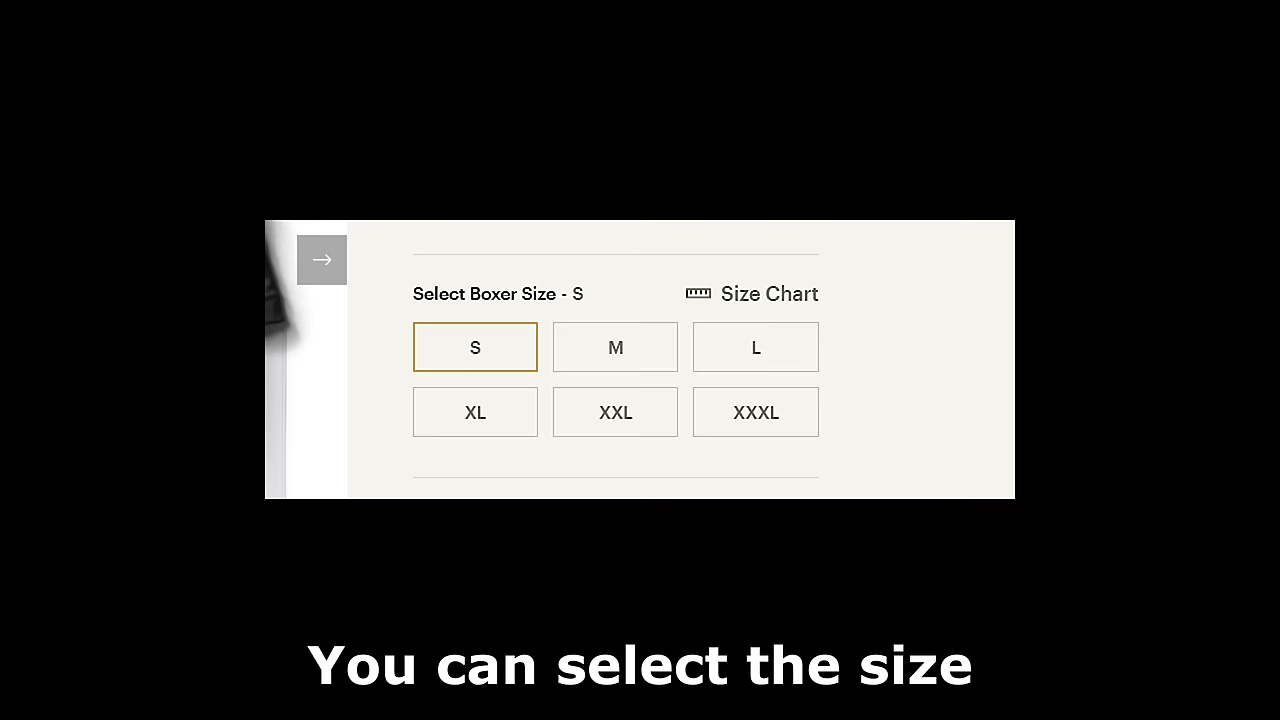 Select Boxer Size - S
Size Chart
S
M
L
XL
XXL
XXXL
You can select the size